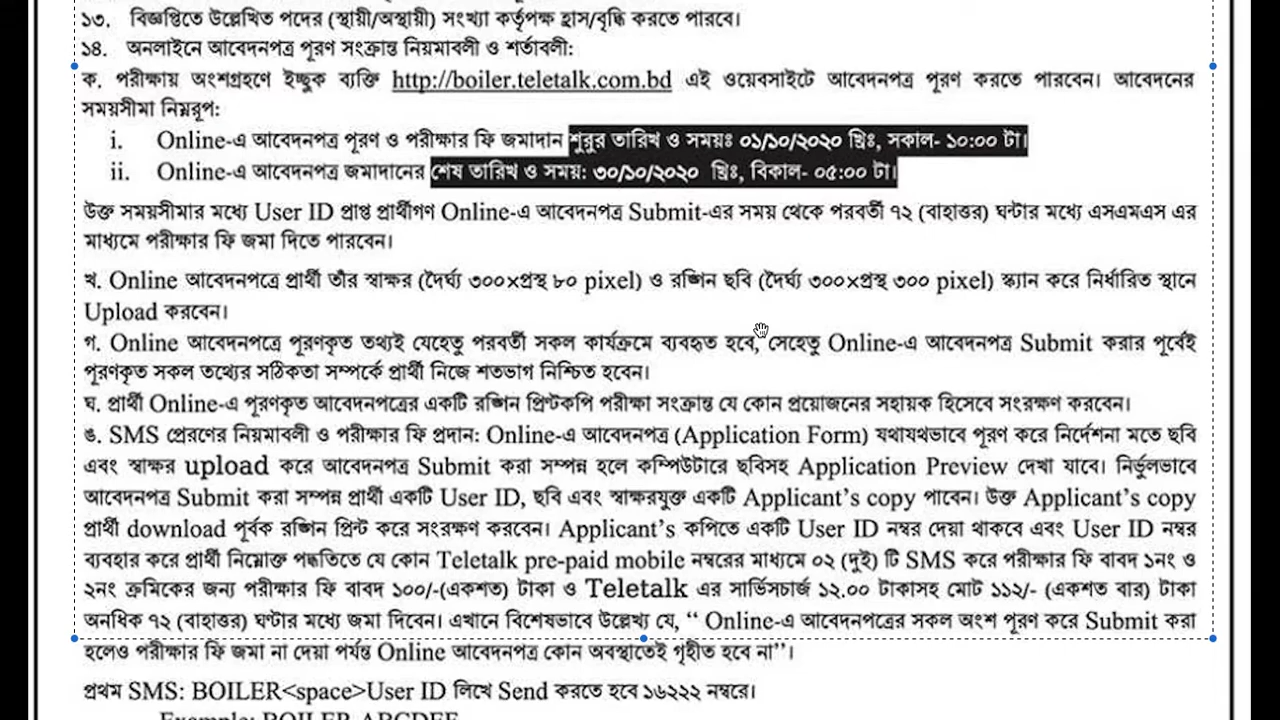 ১৩. বিজ্ঞপ্তিতে উল্লেখিত পদের (স্থায়ী/অস্থায়ী) সংখ্যা কর্তৃপক্ষ হ্রাস/বৃদ্ধি করতে পারবে।
১৪. অনলাইনে আবেদনপত্র পূরণ সংক্রান্ত নিয়মাবলী ও শর্তাবলী:
ক. পরীক্ষায় অংশগ্রহণে ইচ্ছুক ব্যক্তি http://boiler.teletalk.com.bd এই ওয়েবসাইটে আবেদনপত্র পূরণ করতে পারবেন। আবেদনের
সময়সীমা নিম্নরূপ:
i. Online-এ আবেদনপত্র পূরণ ও পরীক্ষার ফি জমাদান শুরুর তারিখ ও সময়ঃ ০১/১০/২০২০ খ্রিঃ, সকাল- ১০:০০ টা।
ii. Online-এ আবেদনপত্র জমাদানের শেষ তারিখ ও সময়: ৩০/১০/২০২০ খ্রিঃ, বিকাল- ০৫:০০ টা।
উক্ত সময়সীমার মধ্যে User ID প্রাপ্ত প্রার্থীগণ Online-এ আবেদনপত্র Submit-এর সময় থেকে পরবর্তী ৭২ (বাহাত্তর) ঘন্টার মধ্যে এসএমএস এর
মাধ্যমে পরীক্ষার ফি জমা দিতে পারবেন।
খ. Online আবেদনপত্রে প্রার্থী তাঁর স্বাক্ষর (দৈর্ঘ্য ৩০০×প্রস্থ ৮০ pixel) ও রঙ্গিন ছবি (দৈর্ঘ্য ৩০০×প্রস্থ ৩০০ pixel) স্ক্যান করে নির্ধারিত স্থানে
Upload করবেন।
গ. Online আবেদনপত্রে পূরণকৃত তথ্যই যেহেতু পরবর্তী সকল কার্যক্রমে ব্যবহৃত হবে, সেহেতু Online-এ আবেদনপত্র Submit করার পূর্বেই
পূরণকৃত সকল তথ্যের সঠিকতা সম্পর্কে প্রার্থী নিজে শতভাগ নিশ্চিত হবেন।
ঘ. প্রার্থী Online-এ পূরণকৃত আবেদনপত্রের একটি রঙ্গিন প্রিন্টকপি পরীক্ষা সংক্রান্ত যে কোন প্রয়োজনের সহায়ক হিসেবে সংরক্ষণ করবেন।
ঙ. SMS প্রেরণের নিয়মাবলী ও পরীক্ষার ফি প্রদান: Online-এ আবেদনপত্র (Application Form) যথাযথভাবে পূরণ করে নির্দেশনা মতে ছবি
এবং স্বাক্ষর upload করে আবেদনপত্র Submit করা সম্পন্ন হলে কম্পিউটারে ছবিসহ Application Preview দেখা যাবে। নির্ভুলভাবে
আবেদনপত্র Submit করা সম্পন্ন প্রার্থী একটি User ID, ছবি এবং স্বাক্ষরযুক্ত একটি Applicant’s copy পাবেন। উক্ত Applicant’s copy
প্রার্থী download পূর্বক রঙ্গিন প্রিন্ট করে সংরক্ষণ করবেন। Applicant’s কপিতে একটি User ID নম্বর দেয়া থাকবে এবং User ID নম্বর
ব্যবহার করে প্রার্থী নিম্নোক্ত পদ্ধতিতে যে কোন Teletalk pre-paid mobile নম্বরের মাধ্যমে ০২ (দুই) টি SMS করে পরীক্ষার ফি বাবদ ১নং ও
২নং ক্রমিকের জন্য পরীক্ষার ফি বাবদ ১০০/-(একশত) টাকা ও Teletalk এর সার্ভিসচার্জ ১২.০০ টাকাসহ মোট ১১২/- (একশত বার) টাকা
অনধিক ৭২ (বাহাত্তর) ঘণ্টার মধ্যে জমা দিবেন। এখানে বিশেষভাবে উল্লেখ্য যে, “ Online-এ আবেদনপত্রের সকল অংশ পূরণ করে Submit করা
হলেও পরীক্ষার ফি জমা না দেয়া পর্যন্ত Online আবেদনপত্র কোন অবস্থাতেই গৃহীত হবে না”।
প্রথম SMS: BOILER<space>User ID লিখে Send করতে হবে ১৬২২২ নম্বরে।
Example: BOILER ABCDEF